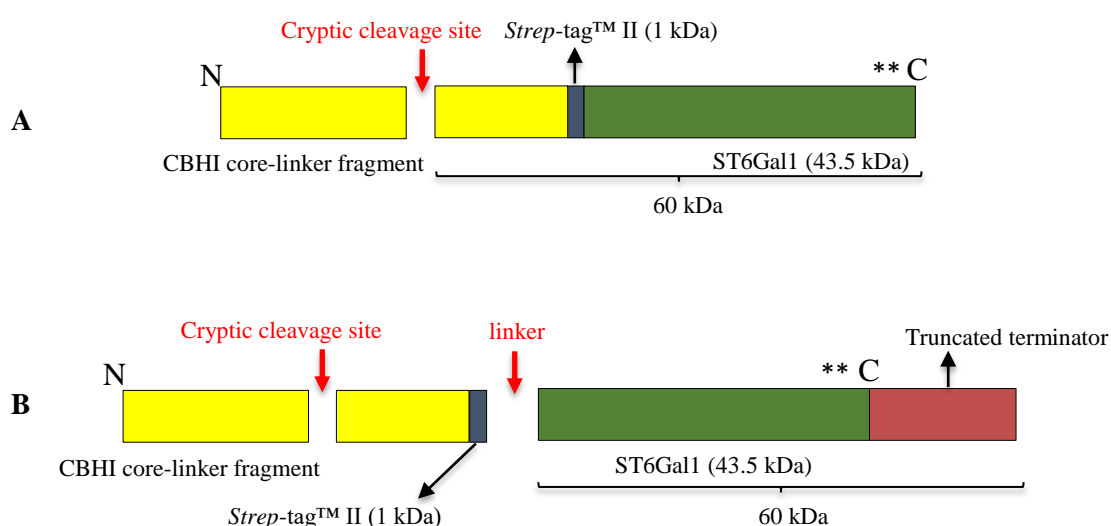 Cryptic cleavage site
Strep-tag™ II (1 kDa)
N
** C
A
CBHI core-linker fragment
ST6Gal1 (43.5 kDa)
60 kDa
Cryptic cleavage site
linker
Truncated terminator
N
** C
B
CBHI core-linker fragment
ST6Gal1 (43.5 kDa)
Strep-tag™ II (1 kDa)
60 kDa